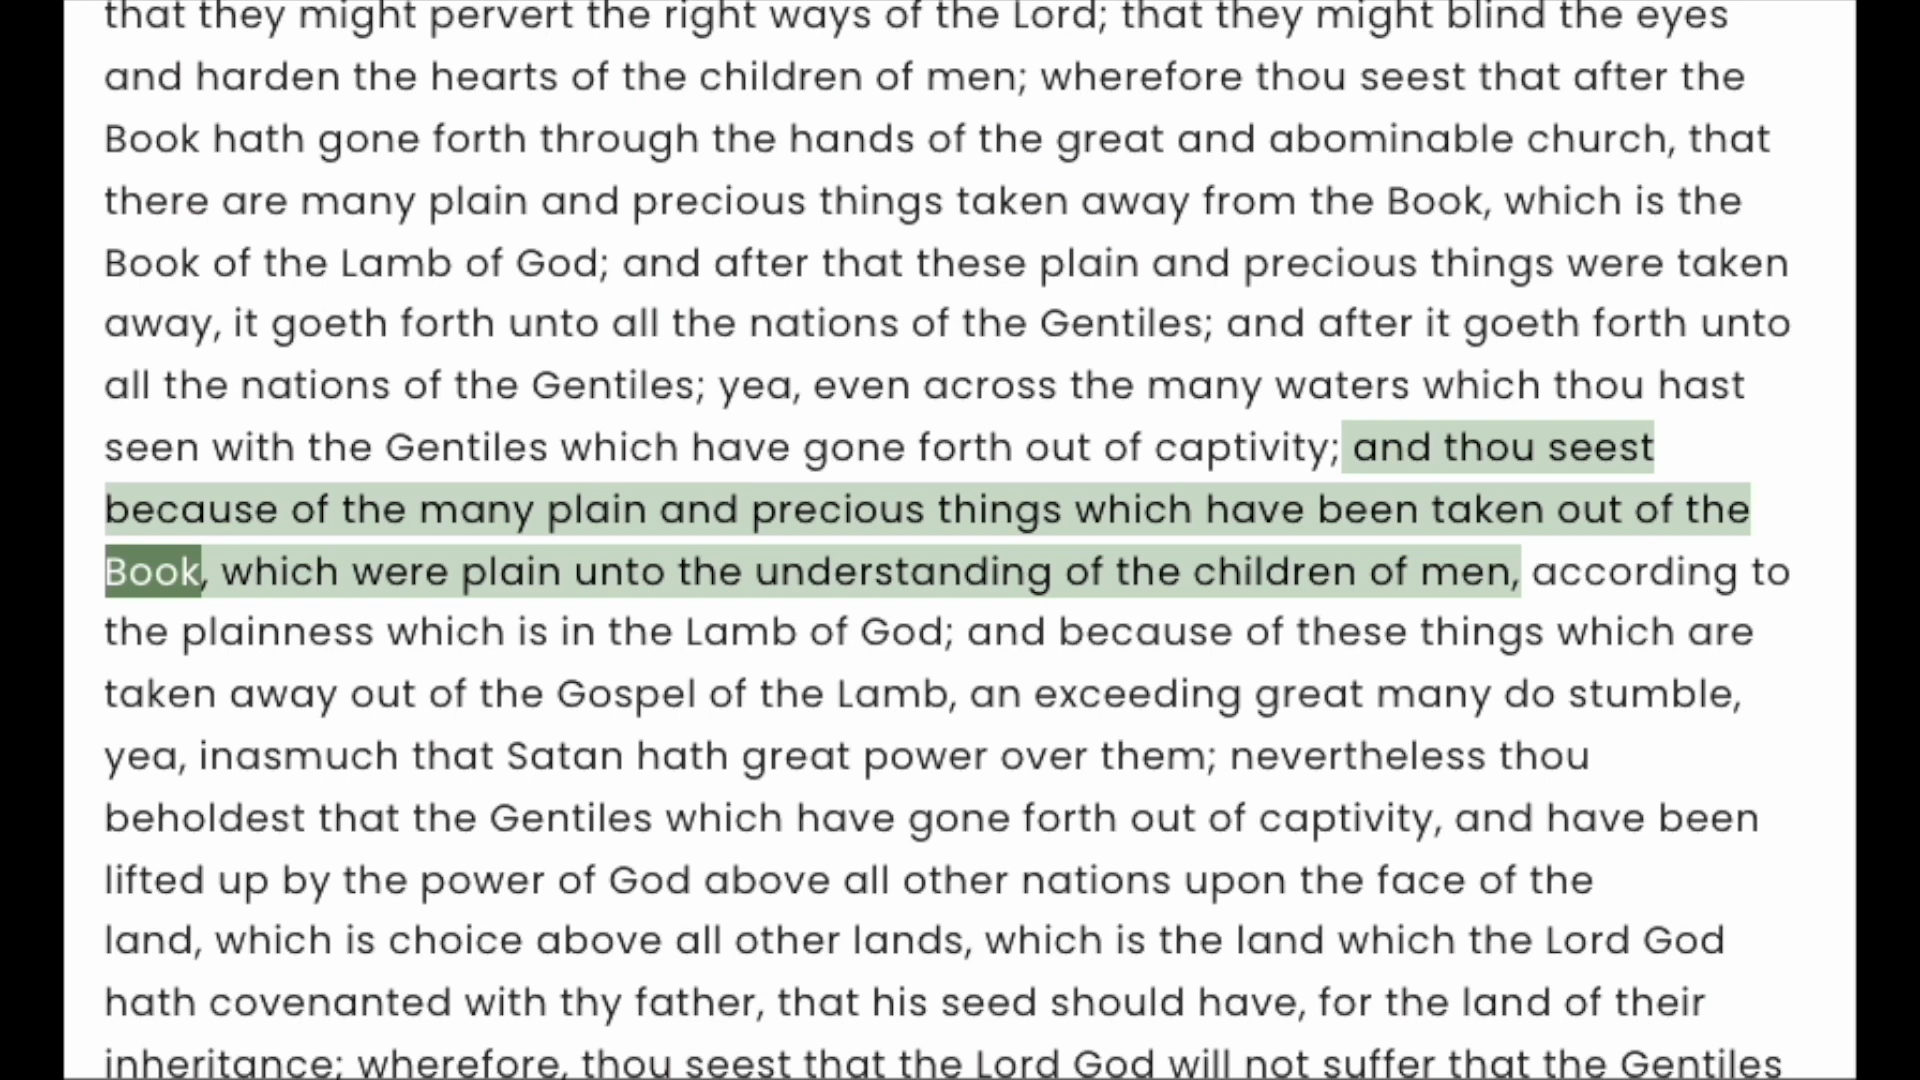 that they might pervert the right ways of the Lord; that they might blind the eyes
and harden the hearts of the children of men; wherefore thou seest that after the
Book hath gone forth through the hands of the great and abominable church, that
there are many plain and precious things taken away from the Book, which is the
Book of the Lamb of God; and after that these plain and precious things were taken
away, it goeth forth unto all the nations of the Gentiles; and after it goeth forth unto
all the nations of the Gentiles; yea, even across the many waters which thou hast
seen with the Gentiles which have gone forth out of captivity; and thou seest
because of the many plain and precious things which have been taken out of the
Book, which were plain unto the understanding of the children of men, according to
the plainness which is in the Lamb of God; and because of these things which are
taken away out of the Gospel of the Lamb, an exceeding great many do stumble,
yea, inasmuch that Satan hath great power over them; nevertheless thou
beholdest that the Gentiles which have gone forth out of captivity, and have been
lifted up by the power of God above all other nations upon the face of the
land, which is choice above all other lands, which is the land which the Lord God
hath covenanted with thy father, that his seed should have, for the land of their
inheritance; wherefore, thou seest that the Lord God will not suffer that the Gentiles